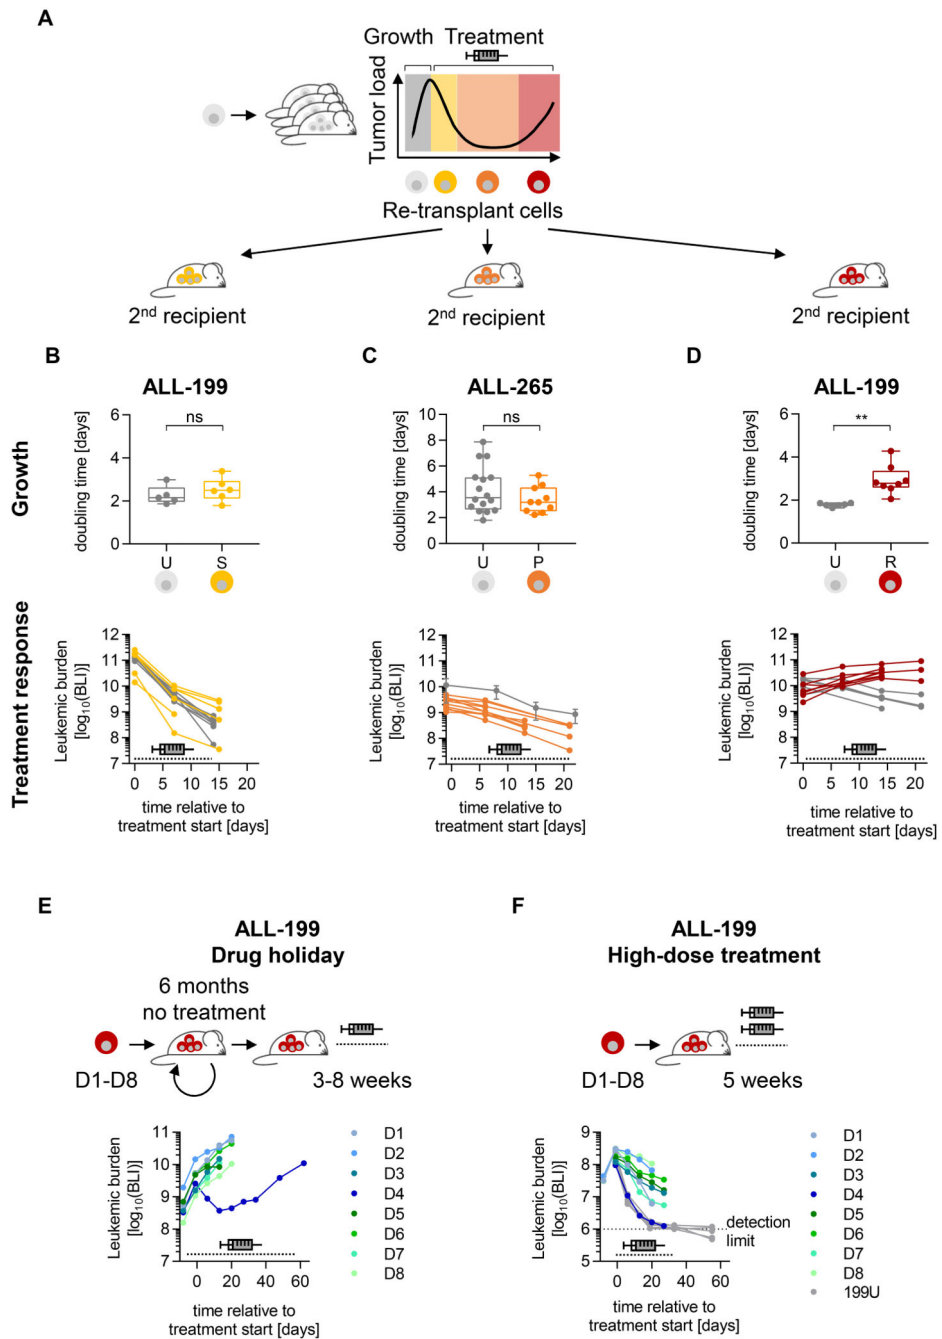 A
Growth Treatment
Tumor load
Re-transplant cells
2nd recipient
2nd recipient
2nd recipient
B
C
D
ALL-199
ALL-265
ALL-199
Growth
doubling time [days]
6
4
2
0
ns
U
S
doubling time [days]
10
8
6
4
2
0
ns
U
P
doubling time [days]
6
4
2
0
**
U
R
Treatment response
Leukemic burden
[log10(BLI)]
12
11
10
9
8
7
0 5 10 15 20
time relative to
treatment start [days]
Leukemic burden
[log10(BLI)]
12
11
10
9
8
7
0 5 10 15 20
time relative to
treatment start [days]
Leukemic burden
[log10(BLI)]
12
11
10
9
8
7
0 5 10 15 20
time relative to
treatment start [days]
E
ALL-199
Drug holiday
6 months
no treatment
D1-D8
3-8 weeks
Leukemic burden
[log10(BLI)]
11
10
9
8
7
0 20 40 60
time relative to
treatment start [days]
D1
D2
D3
D4
D5
D6
D7
D8
F
ALL-199
High-dose treatment
D1-D8
5 weeks
Leukemic burden
[log10(BLI)]
9
8
7
6
5
0 20 40 60
detection
limit
time relative to
treatment start [days]
D1
D2
D3
D4
D5
D6
D7
D8
199U